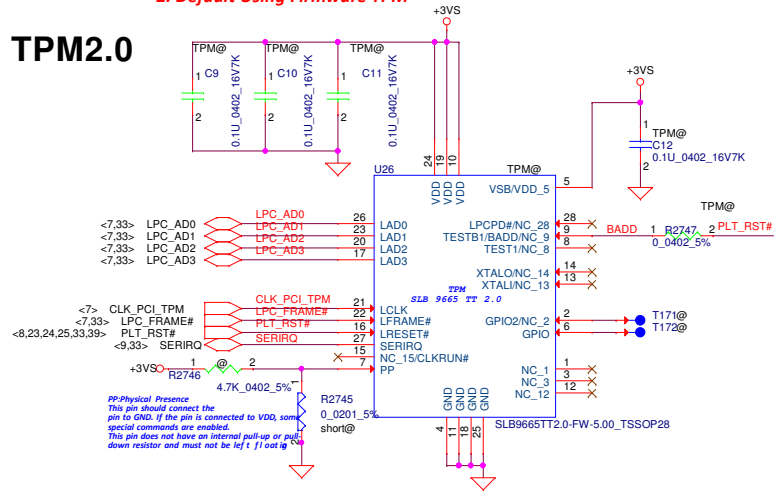 2. Default Using Firmware TPM
TPM2.0
+3VS
TPM@ TPM@ TPM@
1 C9 1 C10 1 C11
2 2 2
0.1U_0402_16V7K 0.1U_0402_16V7K 0.1U_0402_16V7K
+3VS
1 TPM@
C12
0.1U_0402_16V7K
2
24 19 10
U26 TPM@
VDD VDD VDD
VSB/VDD_5 5
TPM@
<7,33> LPC_AD0 LPC_AD0 26 LAD0
<7,33> LPC_AD1 LPC_AD1 23 LAD1
<7,33> LPC_AD2 LPC_AD2 20 LAD2
<7,33> LPC_AD3 LPC_AD3 17 LAD3
LPCPD#/NC_28 28
TESTB1/BADD/NC_9 9 BADD 1 R2747 2 PLT_RST#
0_0402_5%
TEST1/NC_8 8
XTALO/NC_14 14
XTALI/NC_13 13
TPM
SLB 9665 TT 2.0
<7> CLK_PCI_TPM CLK_PCI_TPM 21 LCLK
<7,33> LPC_FRAME# LPC_FRAME# 22 LFRAME#
<8,23,24,25,33,39> PLT_RST# PLT_RST# 16 LRESET#
<9,33> SERIRQ SERIRQ 27 SERIRQ
15 NC_15/CLKRUN#
7 PP
GPIO2/NC_2 2 T171@
GPIO 6 T172@
NC_1 1
NC_3 3
NC_12 12
+3VS 1 @ 2
R2746 4.7K_0402_5%
1 R2745
0_0201_5%
short@
2
PP:Physical Presence
This pin should connect the
pin to GND. If the pin is connected to VDD, some
special commands are enabled.
This pin does not have an internal pull-up or pull-
down resistor and must not be left floating
GND GND GND GND
4 11 18 25
SLB9665TT2.0-FW-5.00_TSSOP28